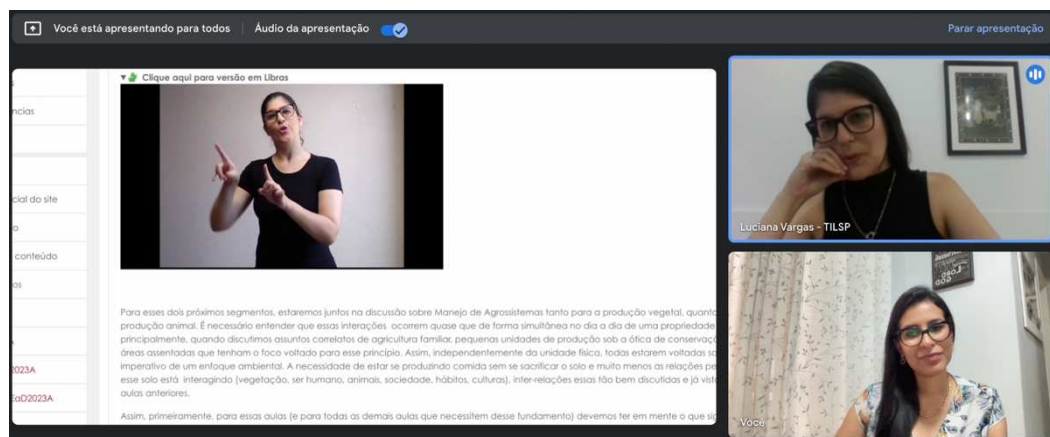 Você está apresentando para todos
Áudio da apresentação
Parar apresentação
ncias
cial do site
o
conteúdo
os
2023A
EaD2023A
Clique aqui para versão em Libras
Para esses dois próximos segmentos, estaremos juntos na discussão sobre Manejo de Agrossistemas tanto para a produção vegetal, quanto
produção animal. É necessário entender que essas interações ocorrem quase que de forma simultânea no dia a dia de uma propriedade
principalmente, quando discutimos assuntos correlatos de agricultura familiar, pequenas unidades de produção sob a ótica de conservaç
áreas assentadas que tenham o foco voltado para esse princípio. Assim, independentemente da unidade física, todas estarem voltadas so
imperativo de um enfoque ambiental. A necessidade de estar se produzindo comida sem se sacrificar o solo e muito menos as relações pe
esse solo está interagindo (vegetação, ser humano, animais, sociedade, hábitos, culturas), inter-relações essas tão bem discutidas e já vist
aulas anteriores.
Assim, primeiramente, para essas aulas (e para todas as demais aulas que necessitem desse fundamento) devemos ter em mente o que sig
Luciana Vargas - TILSP
LORD
GOD
Você